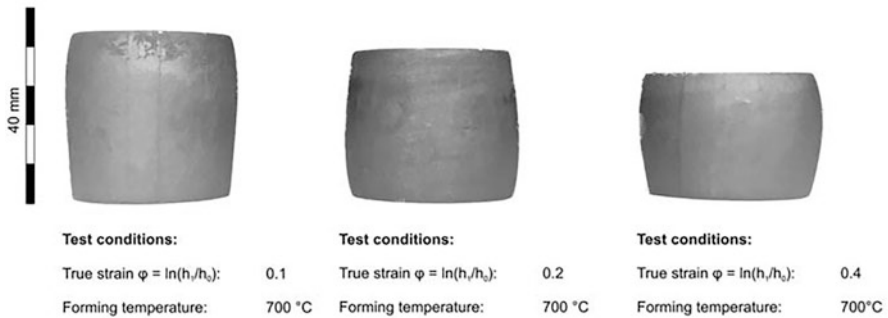 40 mm
Test conditions:
True strain φ = ln(h₁/h₀): 0.1
Forming temperature: 700 °C
Test conditions:
True strain φ = ln(h₁/h₀): 0.2
Forming temperature: 700 °C
Test conditions:
True strain φ = ln(h₁/h₀): 0.4
Forming temperature: 700°C